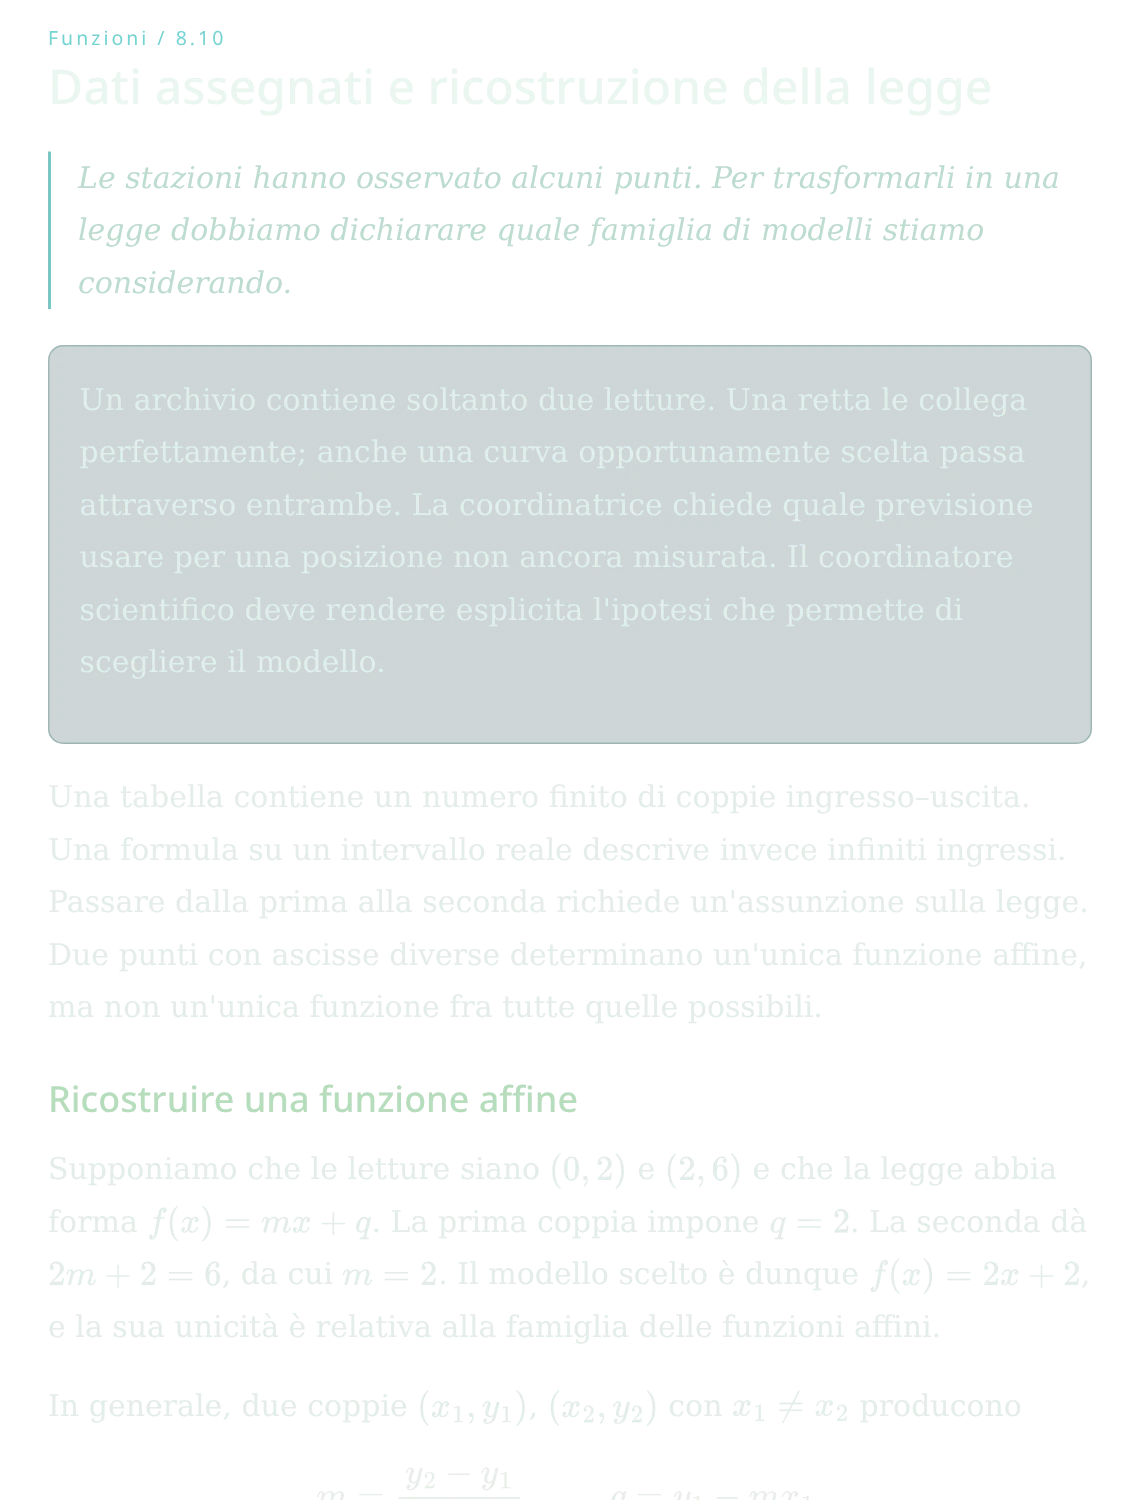 Funzioni / 8.10
Dati assegnati e ricostruzione della legge
Le stazioni hanno osservato alcuni punti. Per trasformarli in una
legge dobbiamo dichiarare quale famiglia di modelli stiamo
considerando.
Un archivio contiene soltanto due letture. Una retta le collega
perfettamente; anche una curva opportunamente scelta passa
attraverso entrambe. La coordinatrice chiede quale previsione
usare per una posizione non ancora misurata. Il coordinatore
scientifico deve rendere esplicita l'ipotesi che permette di
scegliere il modello.
Una tabella contiene un numero finito di coppie ingresso–uscita.
Una formula su un intervallo reale descrive invece infiniti ingressi.
Passare dalla prima alla seconda richiede un'assunzione sulla legge.
Due punti con ascisse diverse determinano un'unica funzione affine,
ma non un'unica funzione fra tutte quelle possibili.
Ricostruire una funzione affine
Supponiamo che le letture siano (0, 2) e (2, 6) e che la legge abbia
forma f(x) = mx + q. La prima coppia impone q = 2. La seconda dà
2m + 2 = 6, da cui m = 2. Il modello scelto è dunque f(x) = 2x + 2,
e la sua unicità è relativa alla famiglia delle funzioni affini.
In generale, due coppie (x₁, y₁), (x₂, y₂) con x₁ ≠ x₂ producono
y₂ − y₁
m = q = y₁ − mx₁